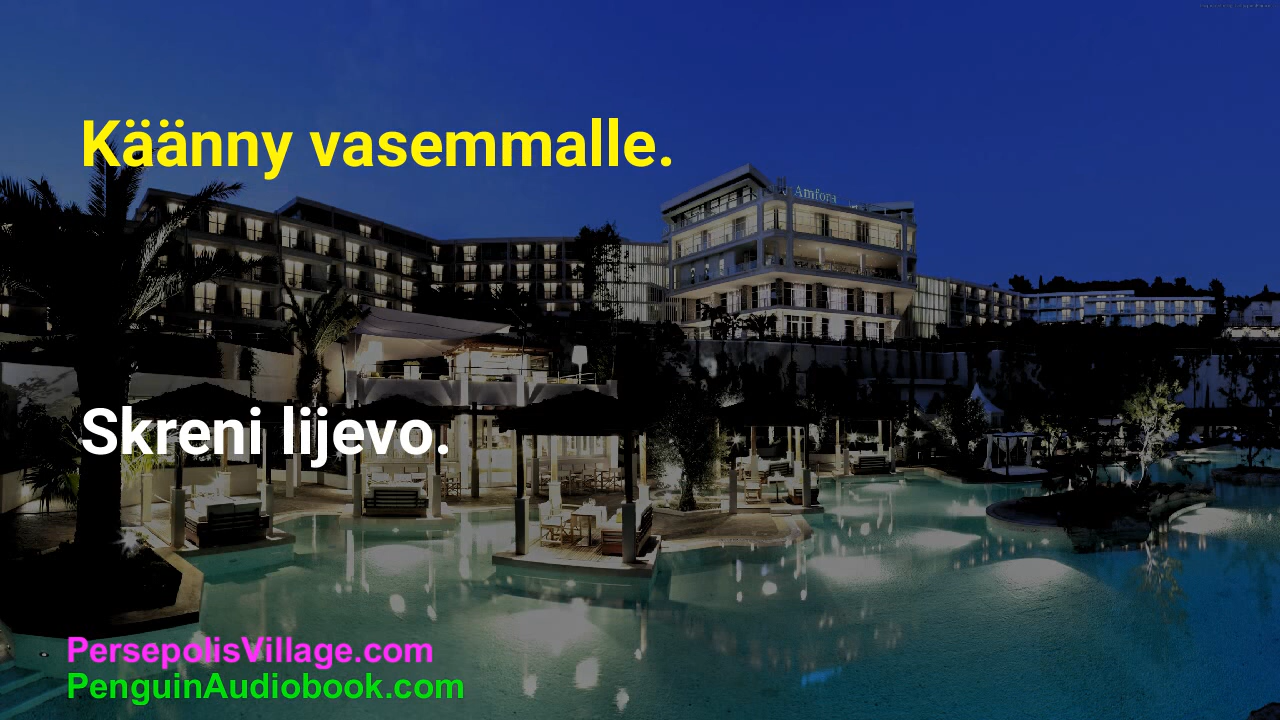 Käänny vasemmalle.
Amfora
Skreni lijevo.
PersepolisVillage.com
PenguinAudiobook.com